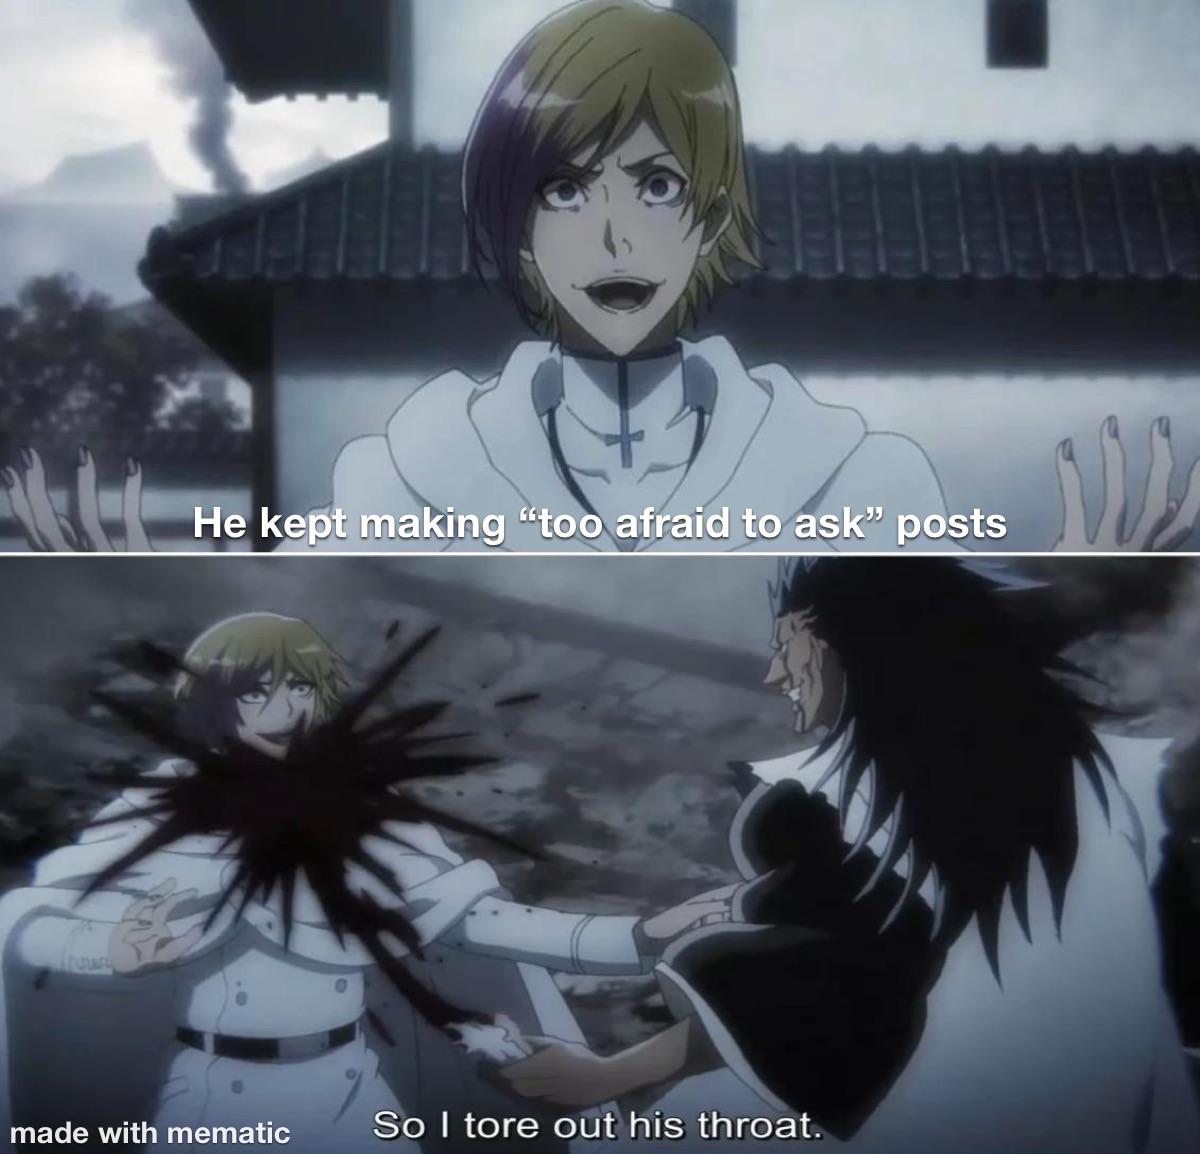 He kept making “too afraid to ask” posts
So I tore out his throat.
made with mematic